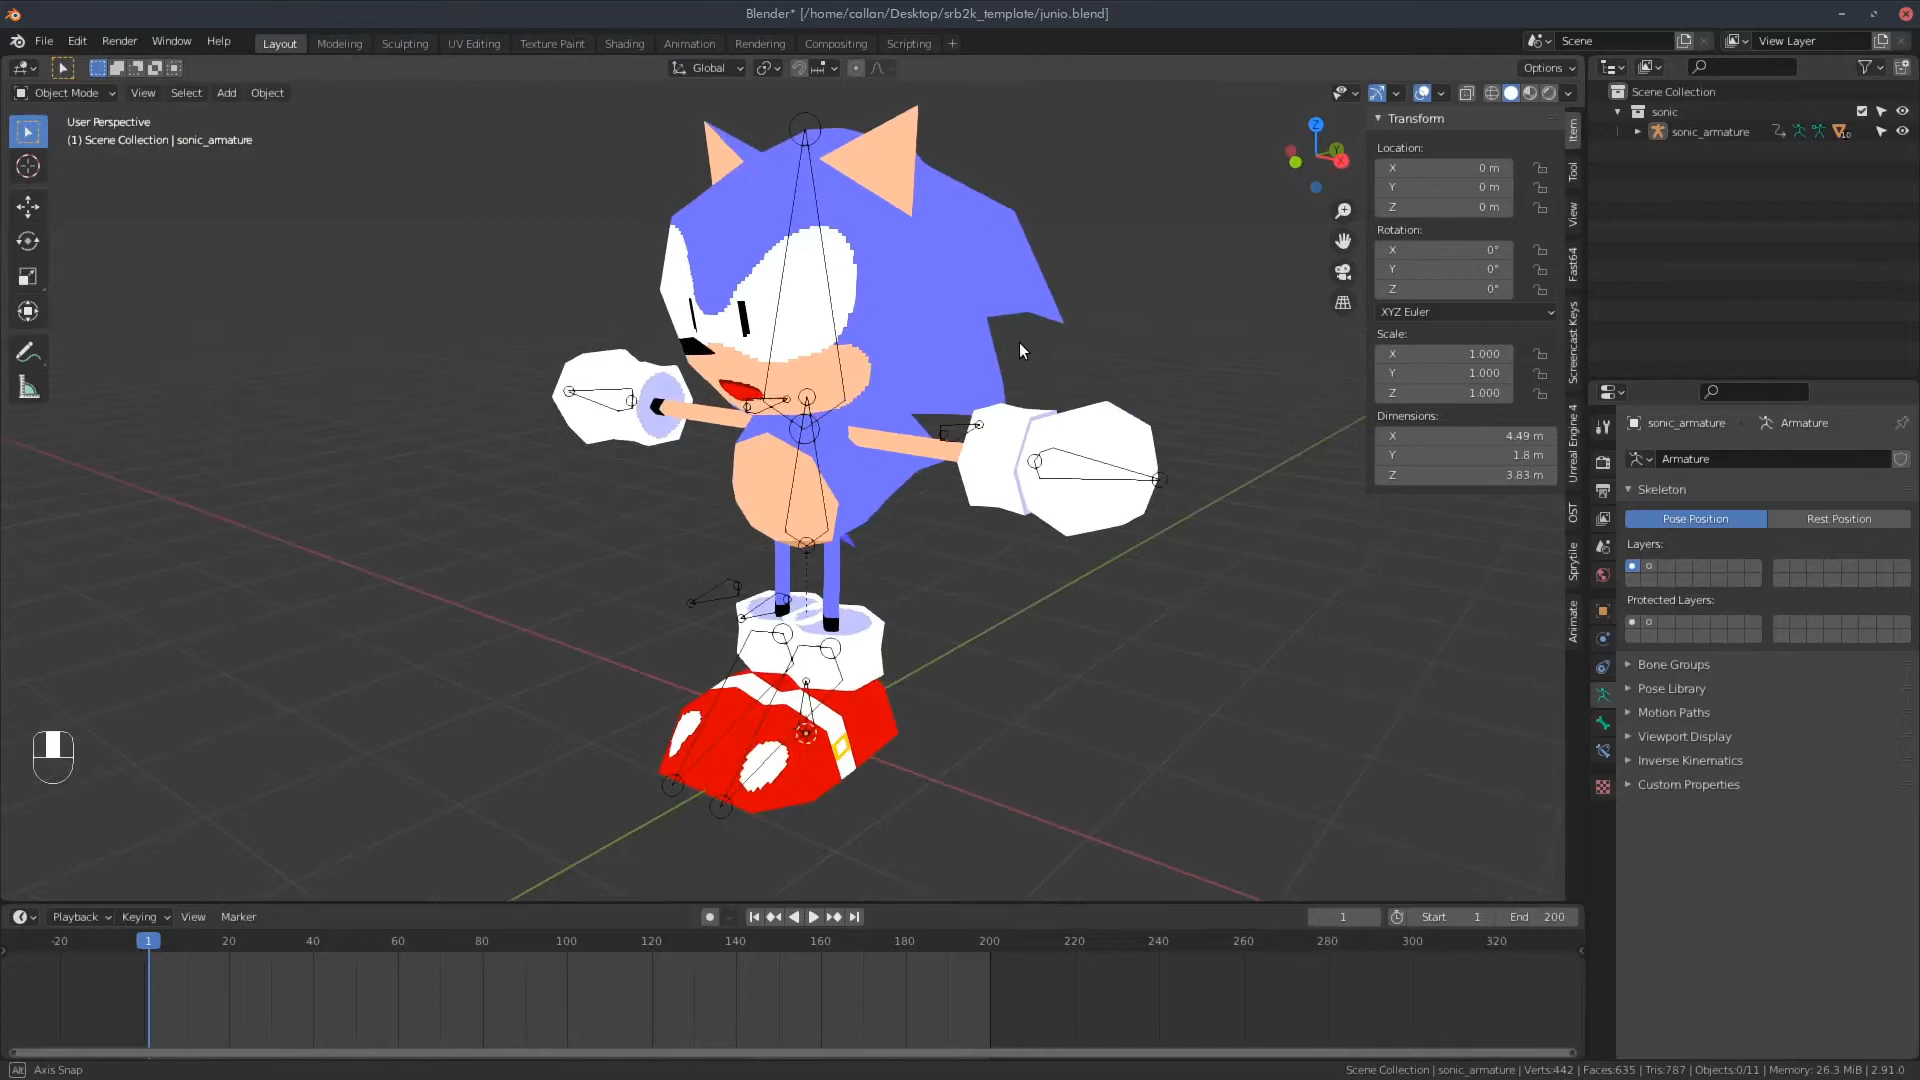 Blender* [/home/callan/Desktop/srb2k_template/junio.blend]
File Edit Render Window Help Layout Modeling Sculpting UV Editing Texture Paint Shading Animation Rendering Compositing Scripting + Scene View Layer
Global Options
Object Mode View Select Add Object
User Perspective
(1) Scene Collection | sonic_armature
Z
Y
X
Transform
Location:
X 0 m
Y 0 m
Z 0 m
Rotation:
X 0°
Y 0°
Z 0°
XYZ Euler
Scale:
X 1.000
Y 1.000
Z 1.000
Dimensions:
X 4.49 m
Y 1.8 m
Z 3.83 m
Item
Tool
View
Fast64
Screencast Keys
Unreal Engine 4
OST
Sprytile
Animate
Scene Collection
sonic
sonic_armature 10
sonic_armature Armature
Armature
Skeleton
Pose Position Rest Position
Layers:
Protected Layers:
Bone Groups
Pose Library
Motion Paths
Viewport Display
Inverse Kinematics
Custom Properties
Playback Keying View Marker 1 Start 1 End 200
-20 1 20 40 60 80 100 120 140 160 180 200 220 240 260 280 300 320
Alt Axis Snap
Scene Collection | sonic_armature | Verts:442 | Faces:635 | Tris:787 | Objects:0/11 | Memory: 26.3 MiB | 2.91.0